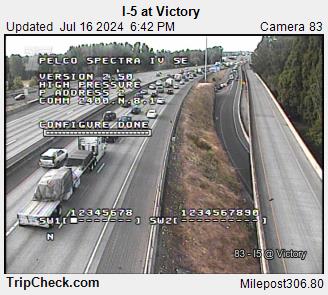 I-5 at Victory
Updated Jul 16 2024 6:42 PM Camera 83
PELCO SPECTRA IV SE
VERSION 2.50
HIGH PRESSURE
P ADDRESS 2
COMM 2400,N,8,1
CONFIGURE DONE
12345678 1234567890
SW1[ ] SW2[ ]
N
83 - I5 @ Victory
TripCheck.com Milepost306.80